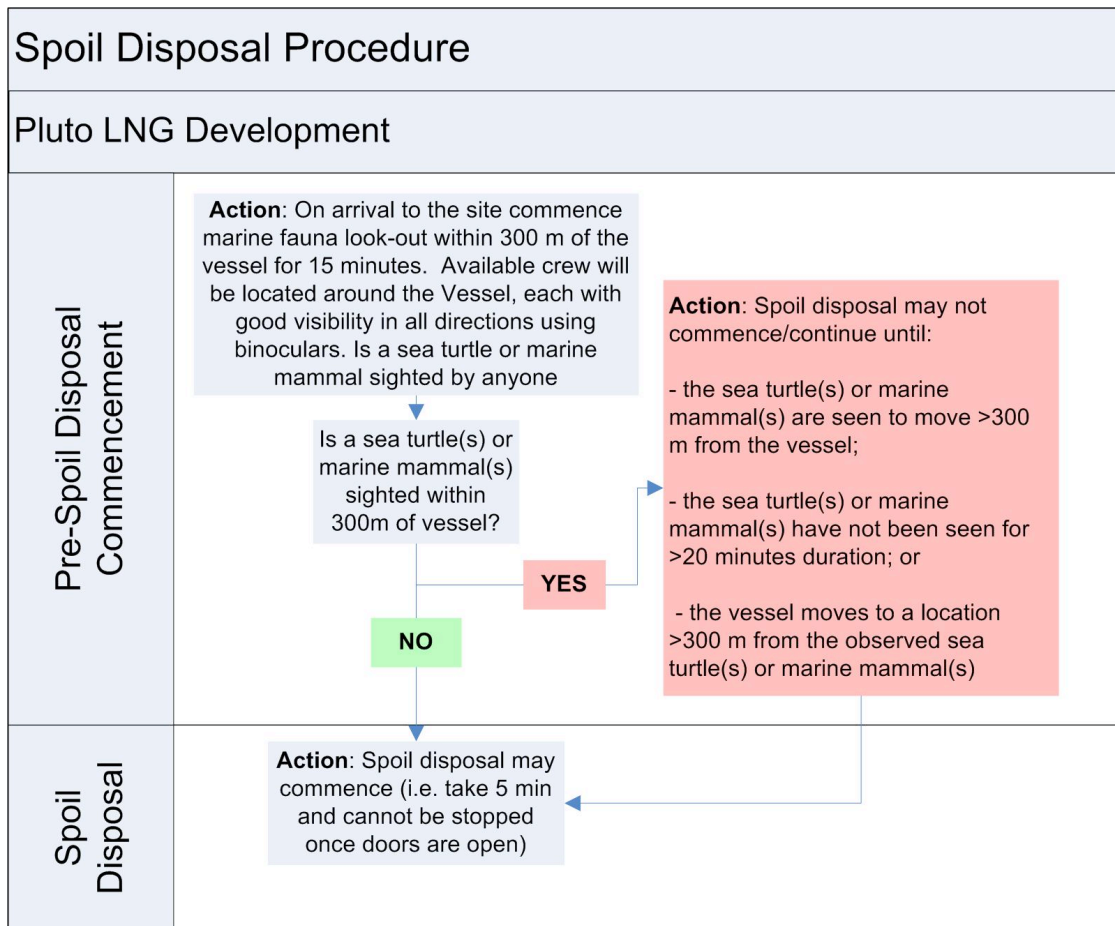 Spoil Disposal Procedure
Pluto LNG Development
Pre-Spoil Disposal
Commencement
Action: On arrival to the site commence
marine fauna look-out within 300 m of the
vessel for 15 minutes. Available crew will
be located around the Vessel, each with
good visibility in all directions using
binoculars. Is a sea turtle or marine
mammal sighted by anyone
Is a sea turtle(s) or
marine mammal(s)
sighted within
300m of vessel?
YES
NO
Action: Spoil disposal may not
commence/continue until:
- the sea turtle(s) or marine
mammal(s) are seen to move >300
m from the vessel;
- the sea turtle(s) or marine
mammal(s) have not been seen for
>20 minutes duration; or
- the vessel moves to a location
>300 m from the observed sea
turtle(s) or marine mammal(s)
Spoil
Disposal
Action: Spoil disposal may
commence (i.e. take 5 min
and cannot be stopped
once doors are open)